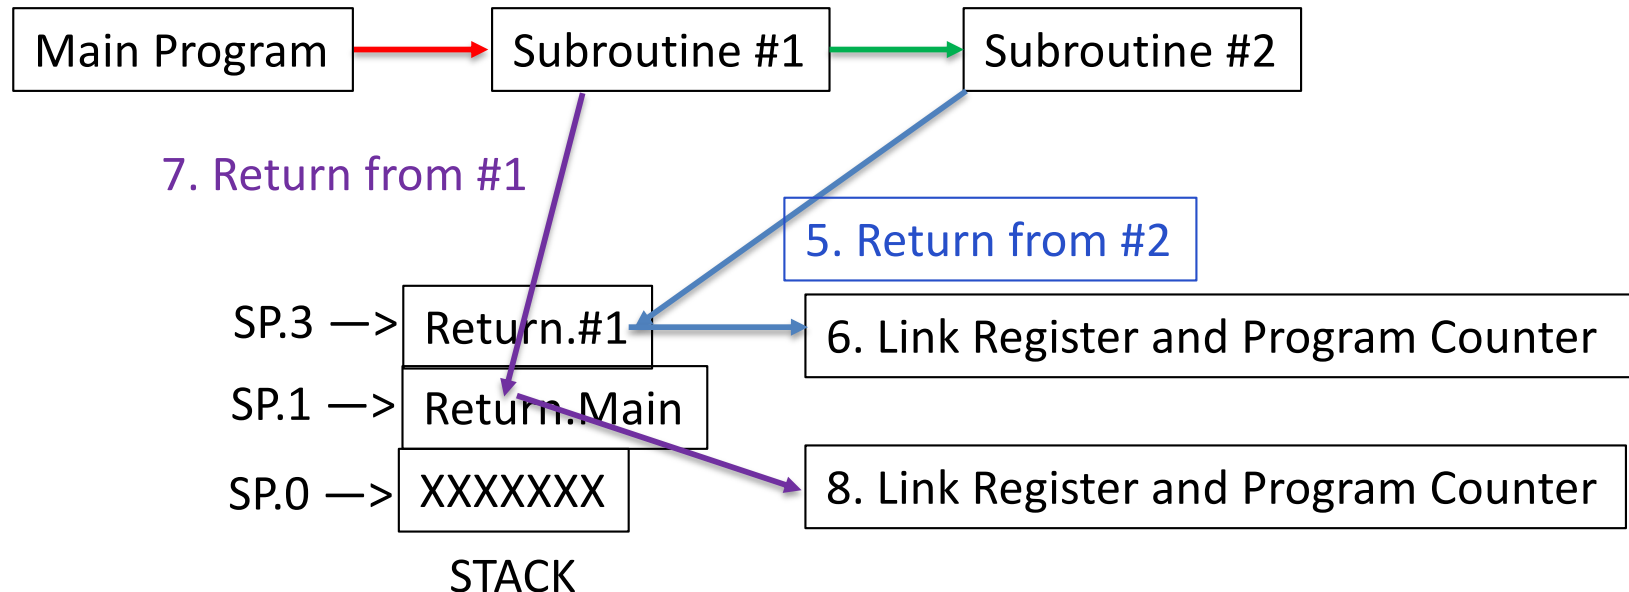 Main Program
Subroutine #1
Subroutine #2
7. Return from #1
5. Return from #2
SP.3 —> Return.#1
6. Link Register and Program Counter
SP.1 —> Return.Main
SP.0 —> XXXXXXX
8. Link Register and Program Counter
STACK